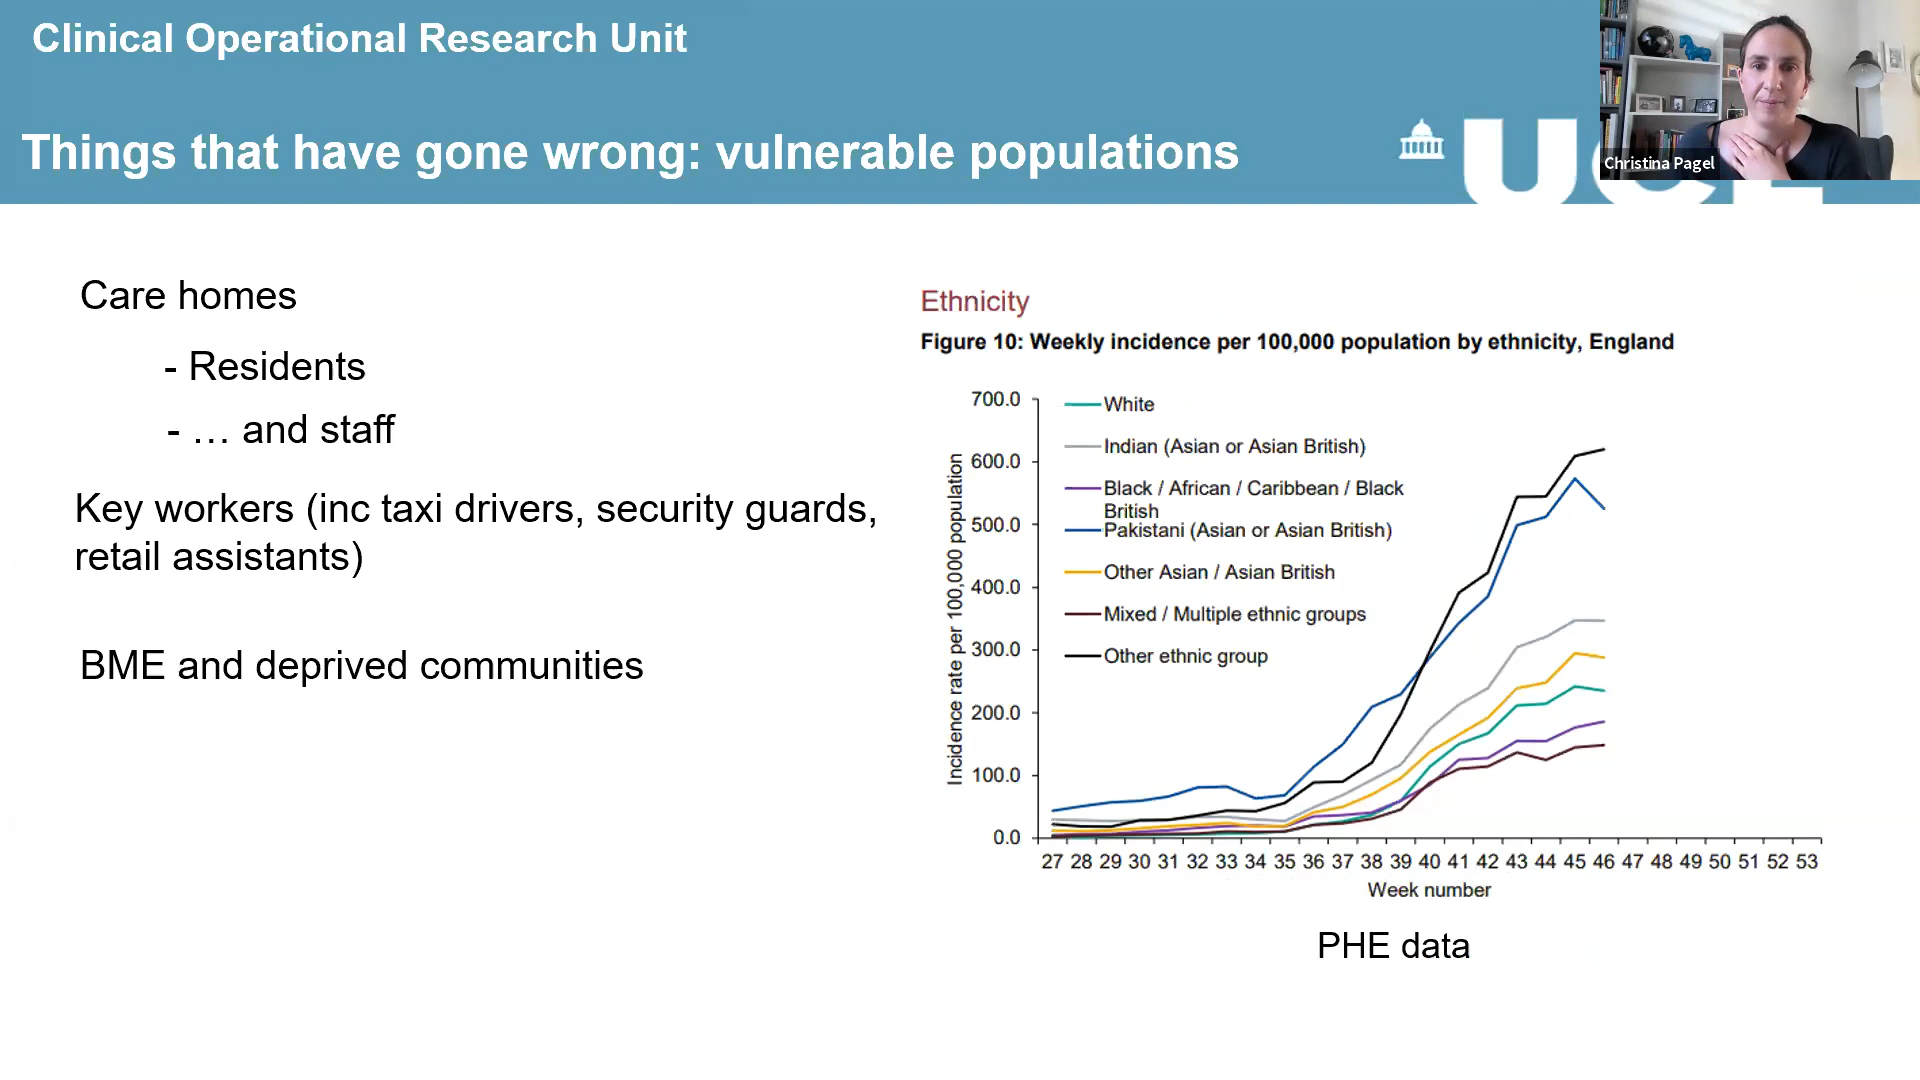 Clinical Operational Research Unit
Things that have gone wrong: vulnerable populations
Christina Pagel
Care homes
- Residents
- … and staff
Key workers (inc taxi drivers, security guards,
retail assistants)
BME and deprived communities
Ethnicity
Figure 10: Weekly incidence per 100,000 population by ethnicity, England
Incidence rate per 100,000 population
700.0
600.0
500.0
400.0
300.0
200.0
100.0
0.0
White
Indian (Asian or Asian British)
Black / African / Caribbean / Black
British
Pakistani (Asian or Asian British)
Other Asian / Asian British
Mixed / Multiple ethnic groups
Other ethnic group
27 28 29 30 31 32 33 34 35 36 37 38 39 40 41 42 43 44 45 46 47 48 49 50 51 52 53
Week number
PHE data